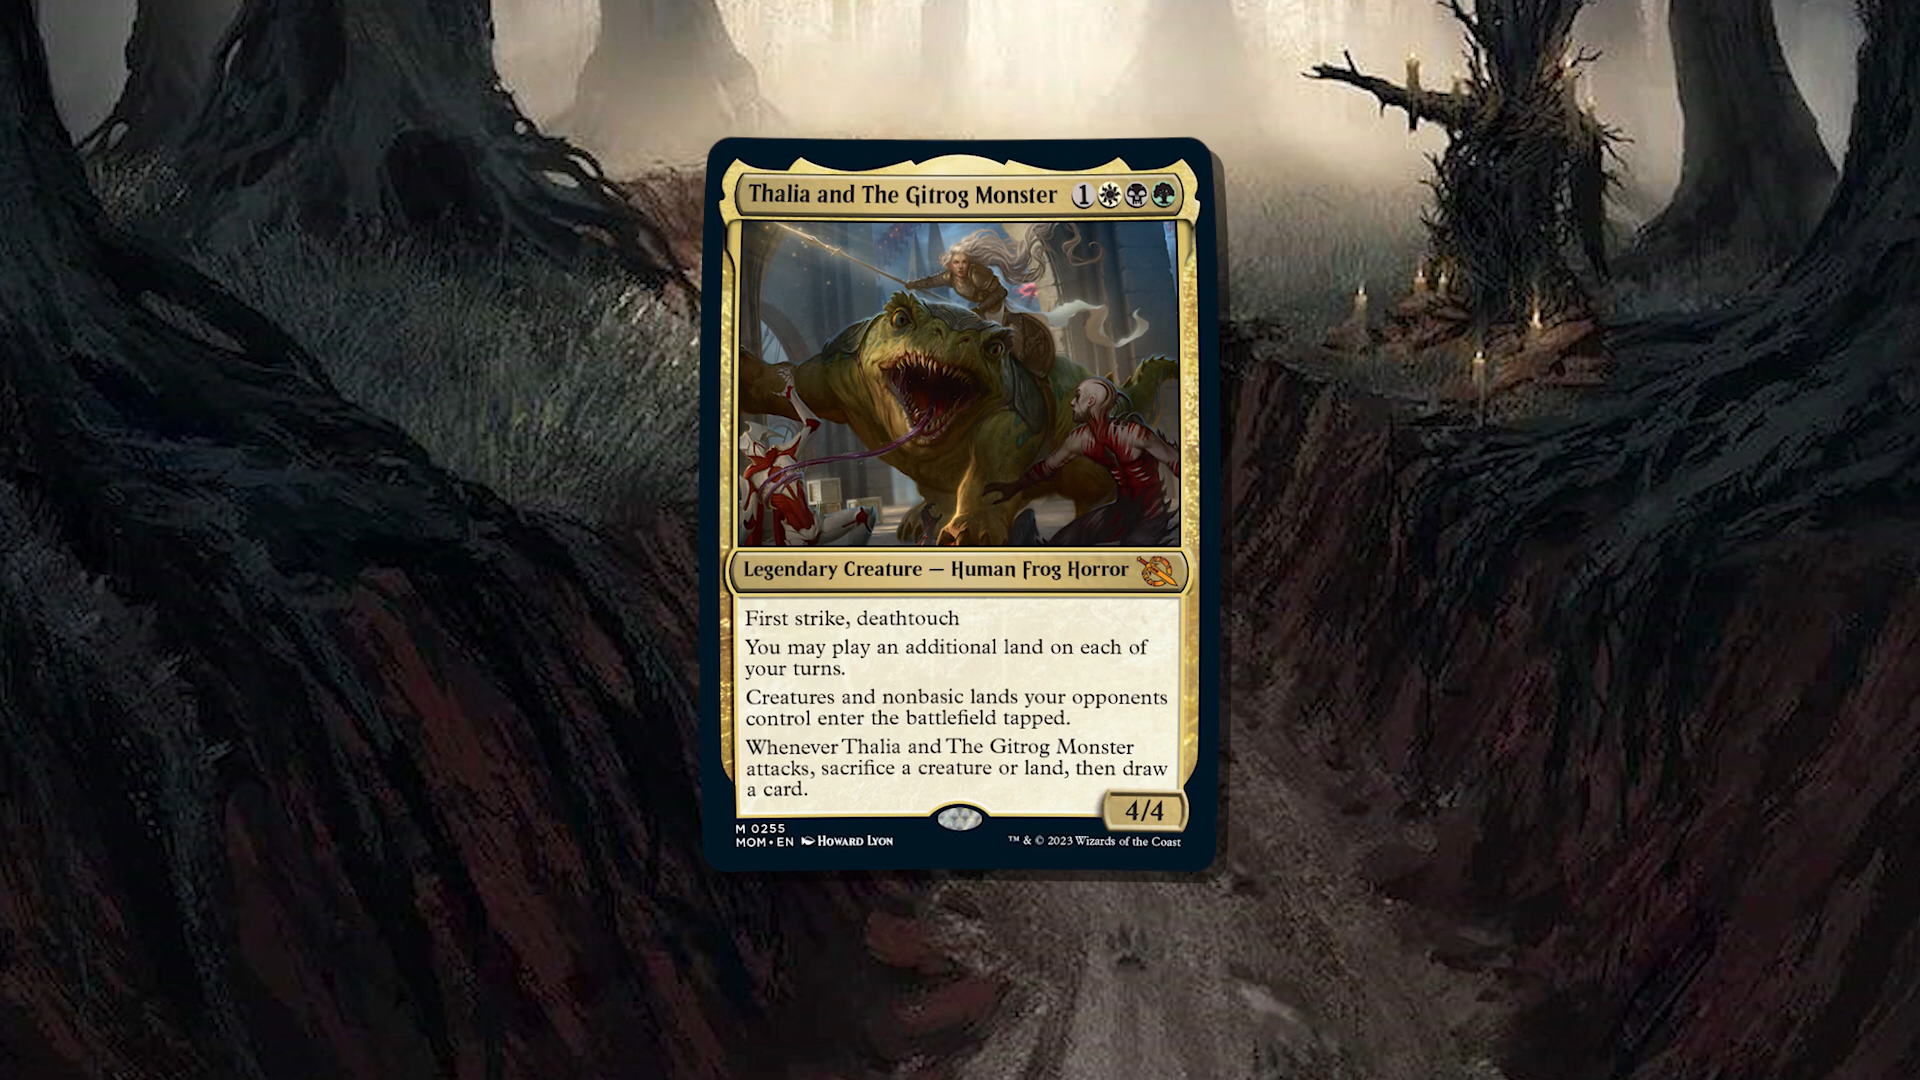 Thalia and The Gitrog Monster 1
Legendary Creature — Human Frog Horror
First strike, deathtouch
You may play an additional land on each of
your turns.
Creatures and nonbasic lands your opponents
control enter the battlefield tapped.
Whenever Thalia and The Gitrog Monster
attacks, sacrifice a creature or land, then draw
a card.
4/4
M 0255
MOM • EN Howard Lyon
™ & © 2023 Wizards of the Coast